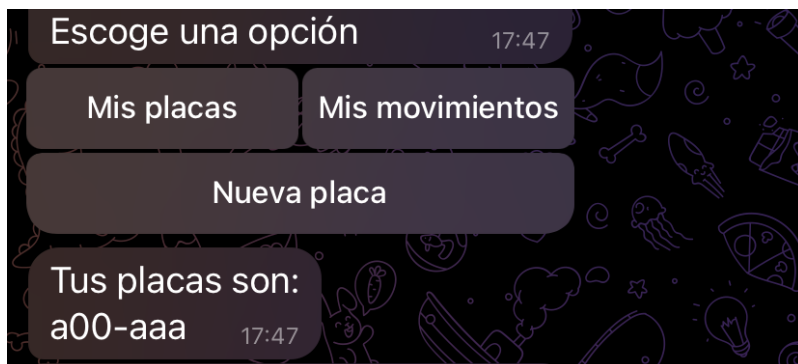 Escoge una opción
17:47
Mis placas
Mis movimientos
Nueva placa
Tus placas son:
a00-aaa
17:47